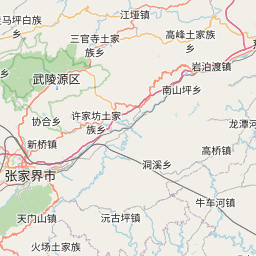 江垭镇
马坪白
族乡
三官寺土家
族乡
高峰土家族
乡
岩泊渡镇
武陵源区
南山坪乡
协合乡
许家坊土家
族乡
龙潭河
新桥镇
高桥镇
洞溪乡
张家界市
牛车河镇
天门山镇
沅古坪镇
火场土家族